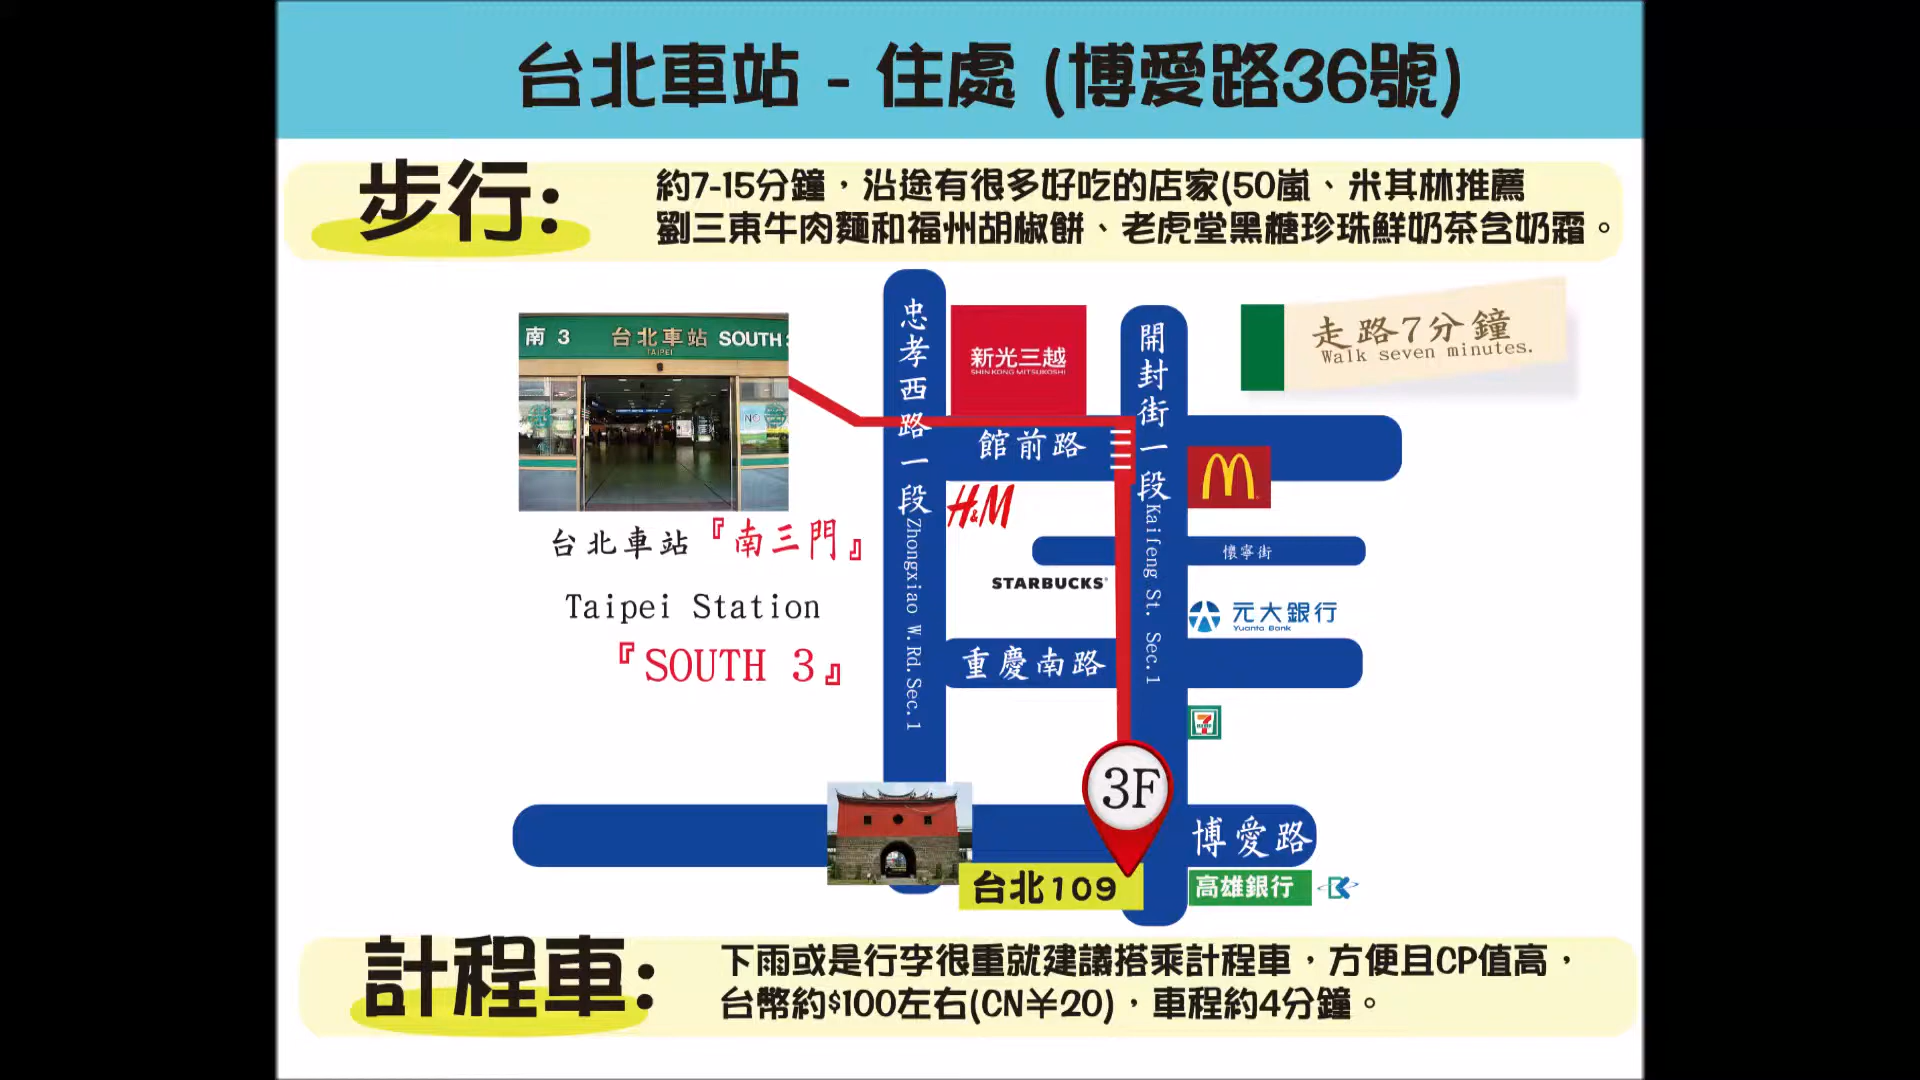 台北車站 - 住處 (博愛路36號)
步行:
約7-15分鐘，沿途有很多好吃的店家(50嵐、米其林推薦
劉三東牛肉麵和福州胡椒餅、老虎堂黑糖珍珠鮮奶茶含奶霜。
南 3 台北車站 SOUTH 3
TAIPEI
NO
台北車站『南三門』
Taipei Station
『SOUTH 3』
忠孝西路一段 Zhongxiao W.Rd.Sec.1
新光三越
SHIN KONG MITSUKOSHI
開封街一段 Kaifeng St. Sec.1
走路7分鐘
Walk seven minutes.
館前路
H&M
M
懷寧街
STARBUCKS
元大銀行
Yuanta Bank
重慶南路
7
3F
博愛路
台北109
高雄銀行
計程車:
下雨或是行李很重就建議搭乘計程車，方便且CP值高，
台幣約$100左右(CN¥20)，車程約4分鐘。